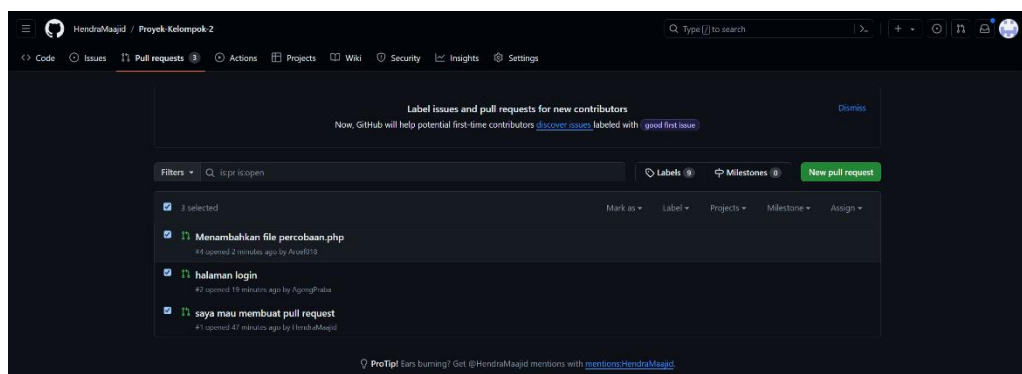 HendraMaajid / Proyek-Kelompok-2
Type / to search
Code Issues Pull requests 3 Actions Projects Wiki Security Insights Settings
Label issues and pull requests for new contributors
Dismiss
Now, GitHub will help potential first-time contributors discover issues labeled with good first issue
Filters is:pr is:open
Labels 9 Milestones 0 New pull request
3 selected Mark as Label Projects Milestone Assign
Menambahkan file percobaan.php
#4 opened 2 minutes ago by
halaman login
#2 opened 19 minutes ago by AgongPraba
saya mau membuat pull request
#1 opened 47 minutes ago by HendraMaajid
ProTip! Ears burning? Get @HendraMaajid mentions with mentions:HendraMaajid.